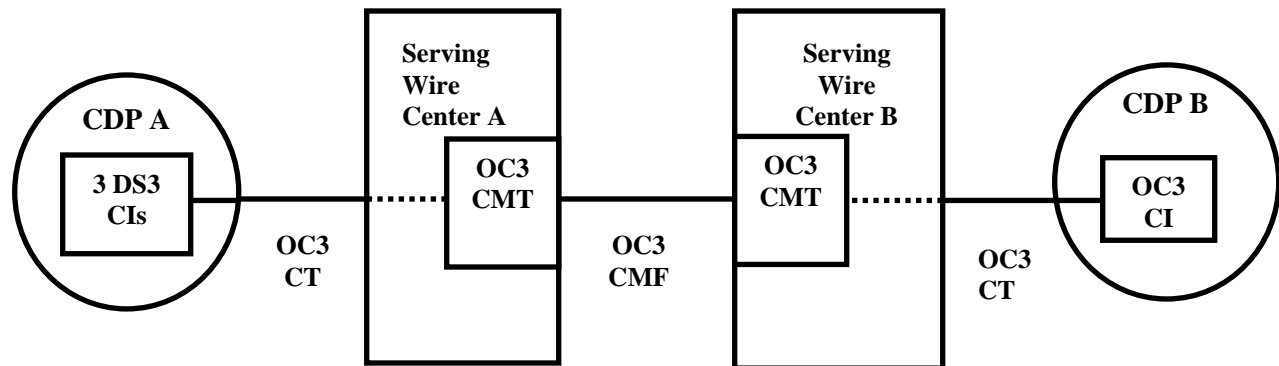 CDP A
3 DS3
CIs
OC3
CT
Serving
Wire
Center A
OC3
CMT
OC3
CMF
Serving
Wire
Center B
OC3
CMT
OC3
CT
CDP B
OC3
CI